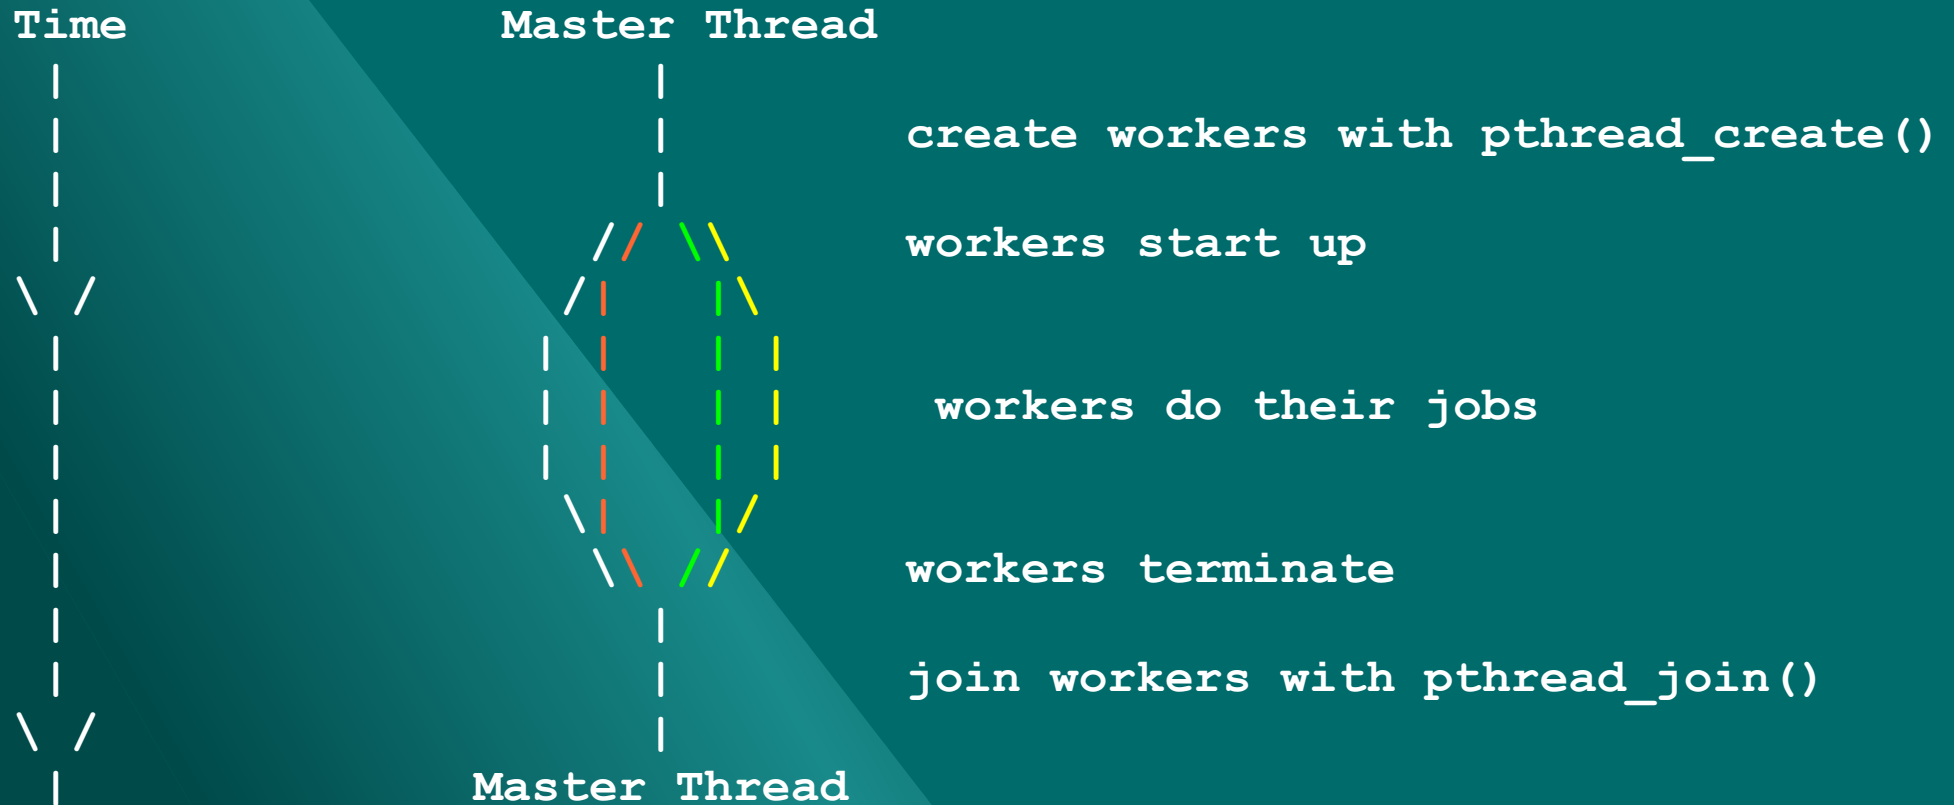 Time Master Thread
| |
| | create workers with pthread_create()
| |
| // \\ workers start up
\ / /| |\
| | | | |
| | | | | workers do their jobs
| | | | |
| \| |/
| \\ // workers terminate
| |
| | join workers with pthread_join()
\ / |
| Master Thread